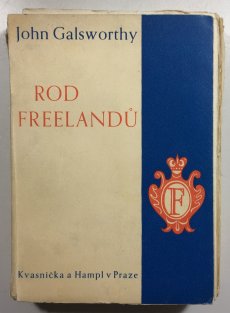 John Galsworthy
ROD
FREELANDŮ
F
Kvasnička a Hampl v Praze